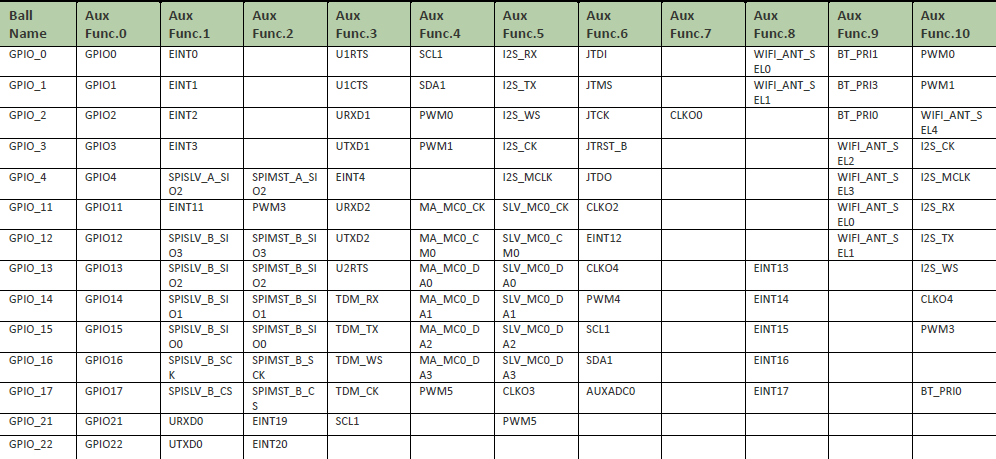 Ball Name | Aux Func.0 | Aux Func.1 | Aux Func.2 | Aux Func.3 | Aux Func.4 | Aux Func.5 | Aux Func.6 | Aux Func.7 | Aux Func.8 | Aux Func.9 | Aux Func.10
GPIO_0 | GPIO0 | EINT0 | | U1RTS | SCL1 | I2S_RX | JTDI | | WIFI_ANT_SEL0 | BT_PRI1 | PWM0
GPIO_1 | GPIO1 | EINT1 | | U1CTS | SDA1 | I2S_TX | JTMS | | WIFI_ANT_SEL1 | BT_PRI3 | PWM1
GPIO_2 | GPIO2 | EINT2 | | URXD1 | PWM0 | I2S_WS | JTCK | CLKO0 | | BT_PRI0 | WIFI_ANT_SEL4
GPIO_3 | GPIO3 | EINT3 | | UTXD1 | PWM1 | I2S_CK | JTRST_B | | | WIFI_ANT_SEL2 | I2S_CK
GPIO_4 | GPIO4 | SPISLV_A_SIO2 | SPIMST_A_SIO2 | EINT4 | | I2S_MCLK | JTDO | | | WIFI_ANT_SEL3 | I2S_MCLK
GPIO_11 | GPIO11 | EINT11 | PWM3 | URXD2 | MA_MC0_CK | SLV_MC0_CK | CLKO2 | | | WIFI_ANT_SEL0 | I2S_RX
GPIO_12 | GPIO12 | SPISLV_B_SIO3 | SPIMST_B_SIO3 | UTXD2 | MA_MC0_CM0 | SLV_MC0_CM0 | EINT12 | | | WIFI_ANT_SEL1 | I2S_TX
GPIO_13 | GPIO13 | SPISLV_B_SIO2 | SPIMST_B_SIO2 | U2RTS | MA_MC0_DA0 | SLV_MC0_DA0 | CLKO4 | | EINT13 | | I2S_WS
GPIO_14 | GPIO14 | SPISLV_B_SIO1 | SPIMST_B_SIO1 | TDM_RX | MA_MC0_DA1 | SLV_MC0_DA1 | PWM4 | | EINT14 | | CLKO4
GPIO_15 | GPIO15 | SPISLV_B_SIO0 | SPIMST_B_SIO0 | TDM_TX | MA_MC0_DA2 | SLV_MC0_DA2 | SCL1 | | EINT15 | | PWM3
GPIO_16 | GPIO16 | SPISLV_B_SCK | SPIMST_B_SCK | TDM_WS | MA_MC0_DA3 | SLV_MC0_DA3 | SDA1 | | EINT16 | |
GPIO_17 | GPIO17 | SPISLV_B_CS | SPIMST_B_CS | TDM_CK | PWM5 | CLKO3 | AUXADC0 | | EINT17 | | BT_PRI0
GPIO_21 | GPIO21 | URXD0 | EINT19 | SCL1 | | PWM5 | | | | |
GPIO_22 | GPIO22 | UTXD0 | EINT20 | | | | | | | |